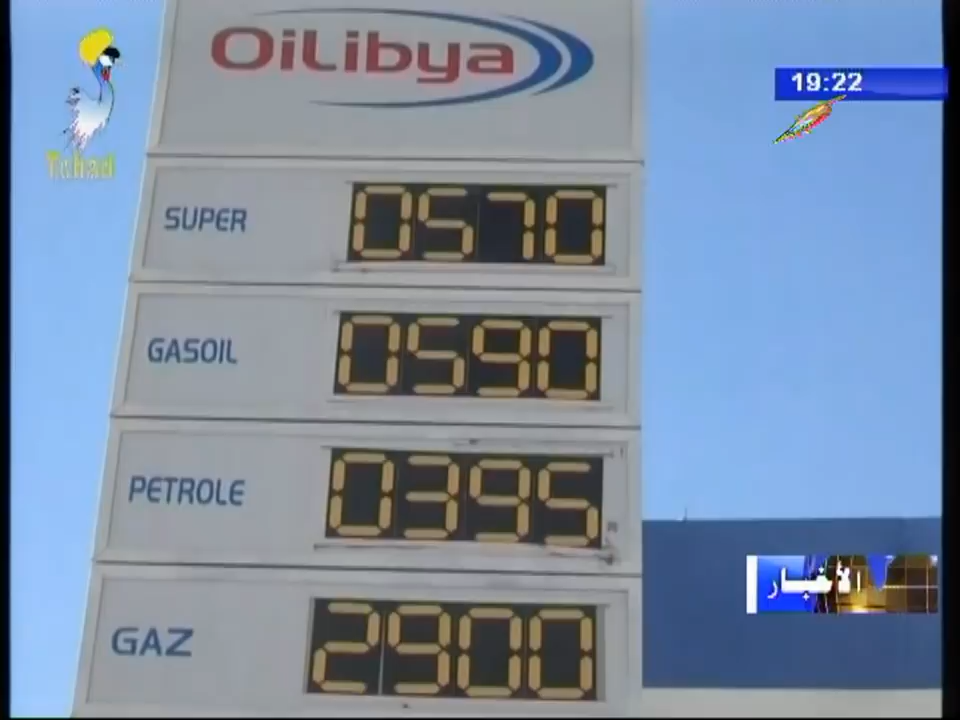 OiLibya
19:22
Tchad
SUPER 0570
GASOIL 0590
PETROLE 0395
GAZ 2900
الأخبار